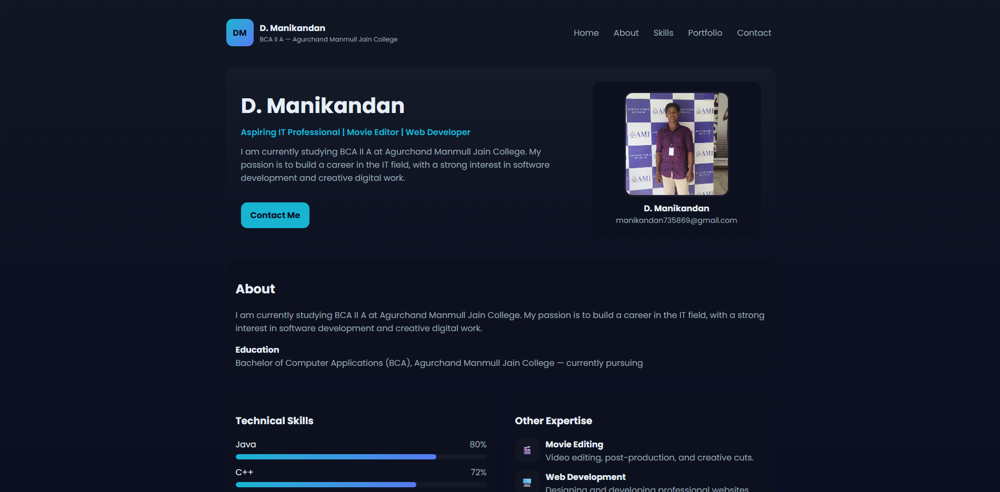 DM
D. Manikandan
BCA II A — Agurchand Manmull Jain College
Home About Skills Portfolio Contact
D. Manikandan
Aspiring IT Professional | Movie Editor | Web Developer
I am currently studying BCA II A at Agurchand Manmull Jain College. My
passion is to build a career in the IT field, with a strong interest in software
development and creative digital work.
Contact Me
AMJ
AMJ
AMJ
AMJ
D. Manikandan
manikandan735869@gmail.com
About
I am currently studying BCA II A at Agurchand Manmull Jain College. My passion is to build a career in the IT field, with a strong
interest in software development and creative digital work.
Education
Bachelor of Computer Applications (BCA), Agurchand Manmull Jain College — currently pursuing
Technical Skills
Java 80%
C++ 72%
Other Expertise
Movie Editing
Video editing, post-production, and creative cuts.
Web Development
Designing and developing professional websites